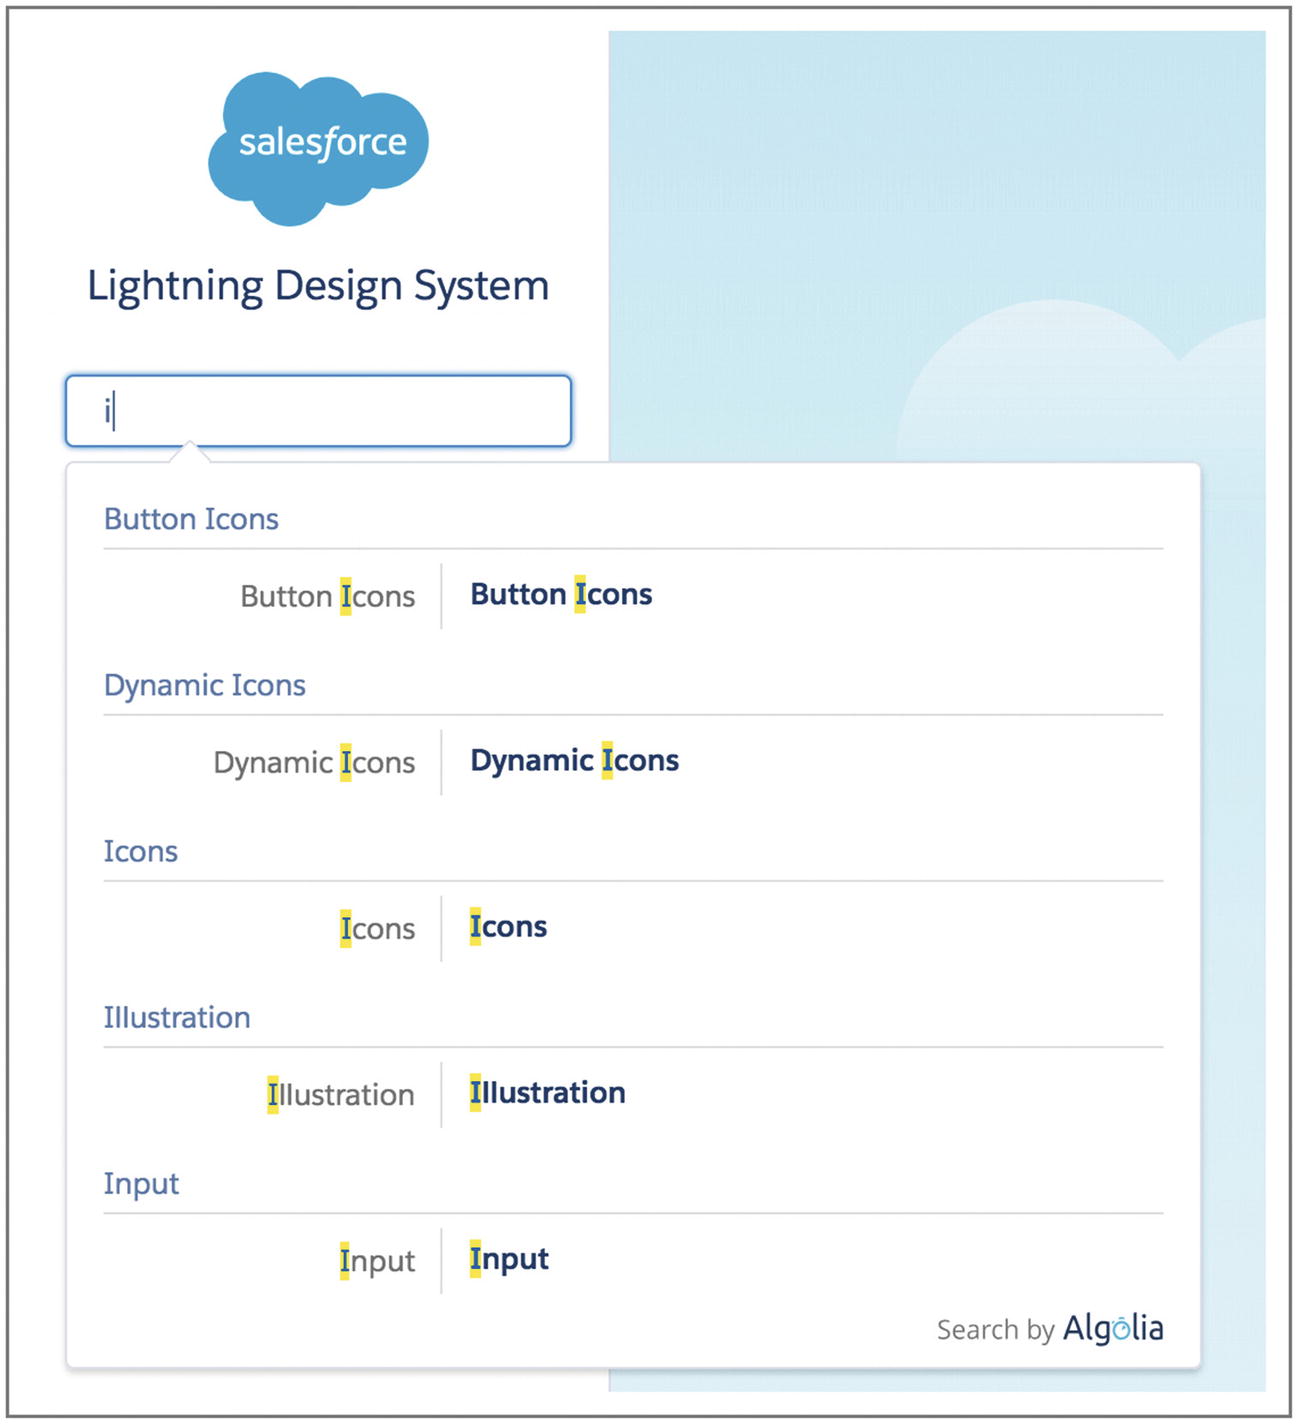 salesforce
Lightning Design System
i
Button Icons
Button Icons Button Icons
Dynamic Icons
Dynamic Icons Dynamic Icons
Icons
Icons Icons
Illustration
Illustration Illustration
Input
Input Input
Search by Algolia